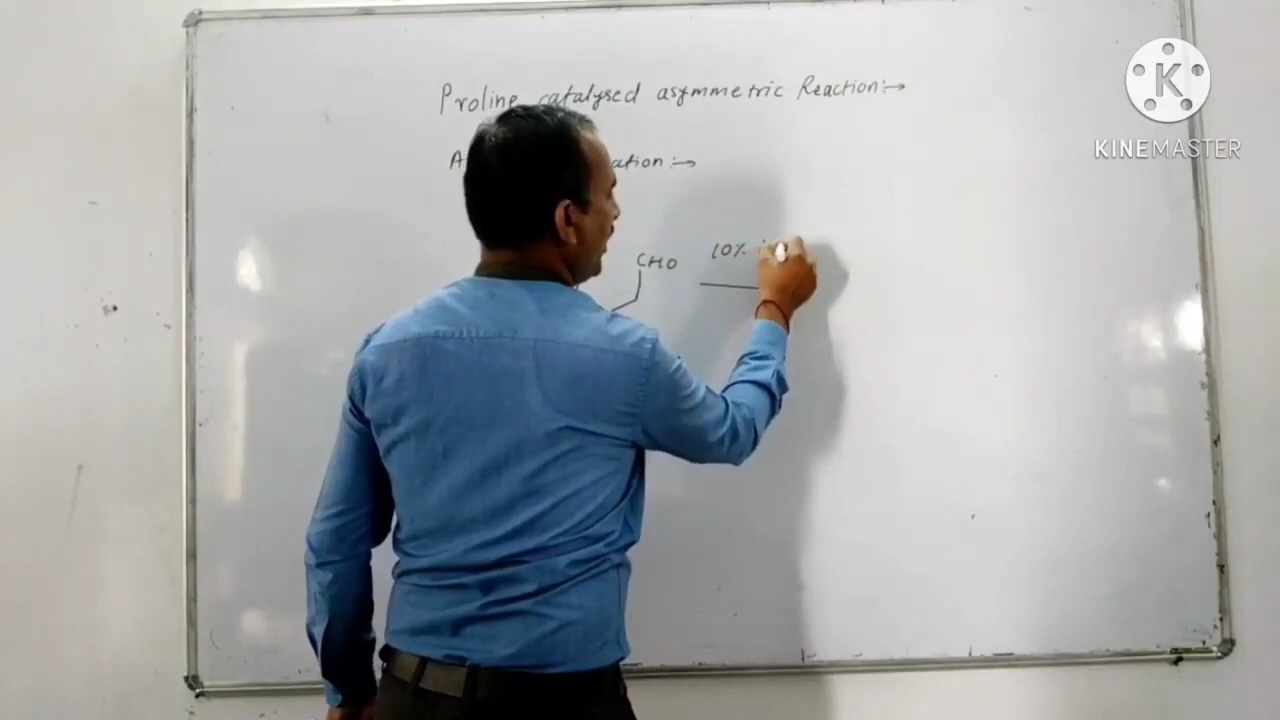 Proline catalysed asymmetric Reaction:→
A ation:→
CHO
10%
K
KINEMASTER